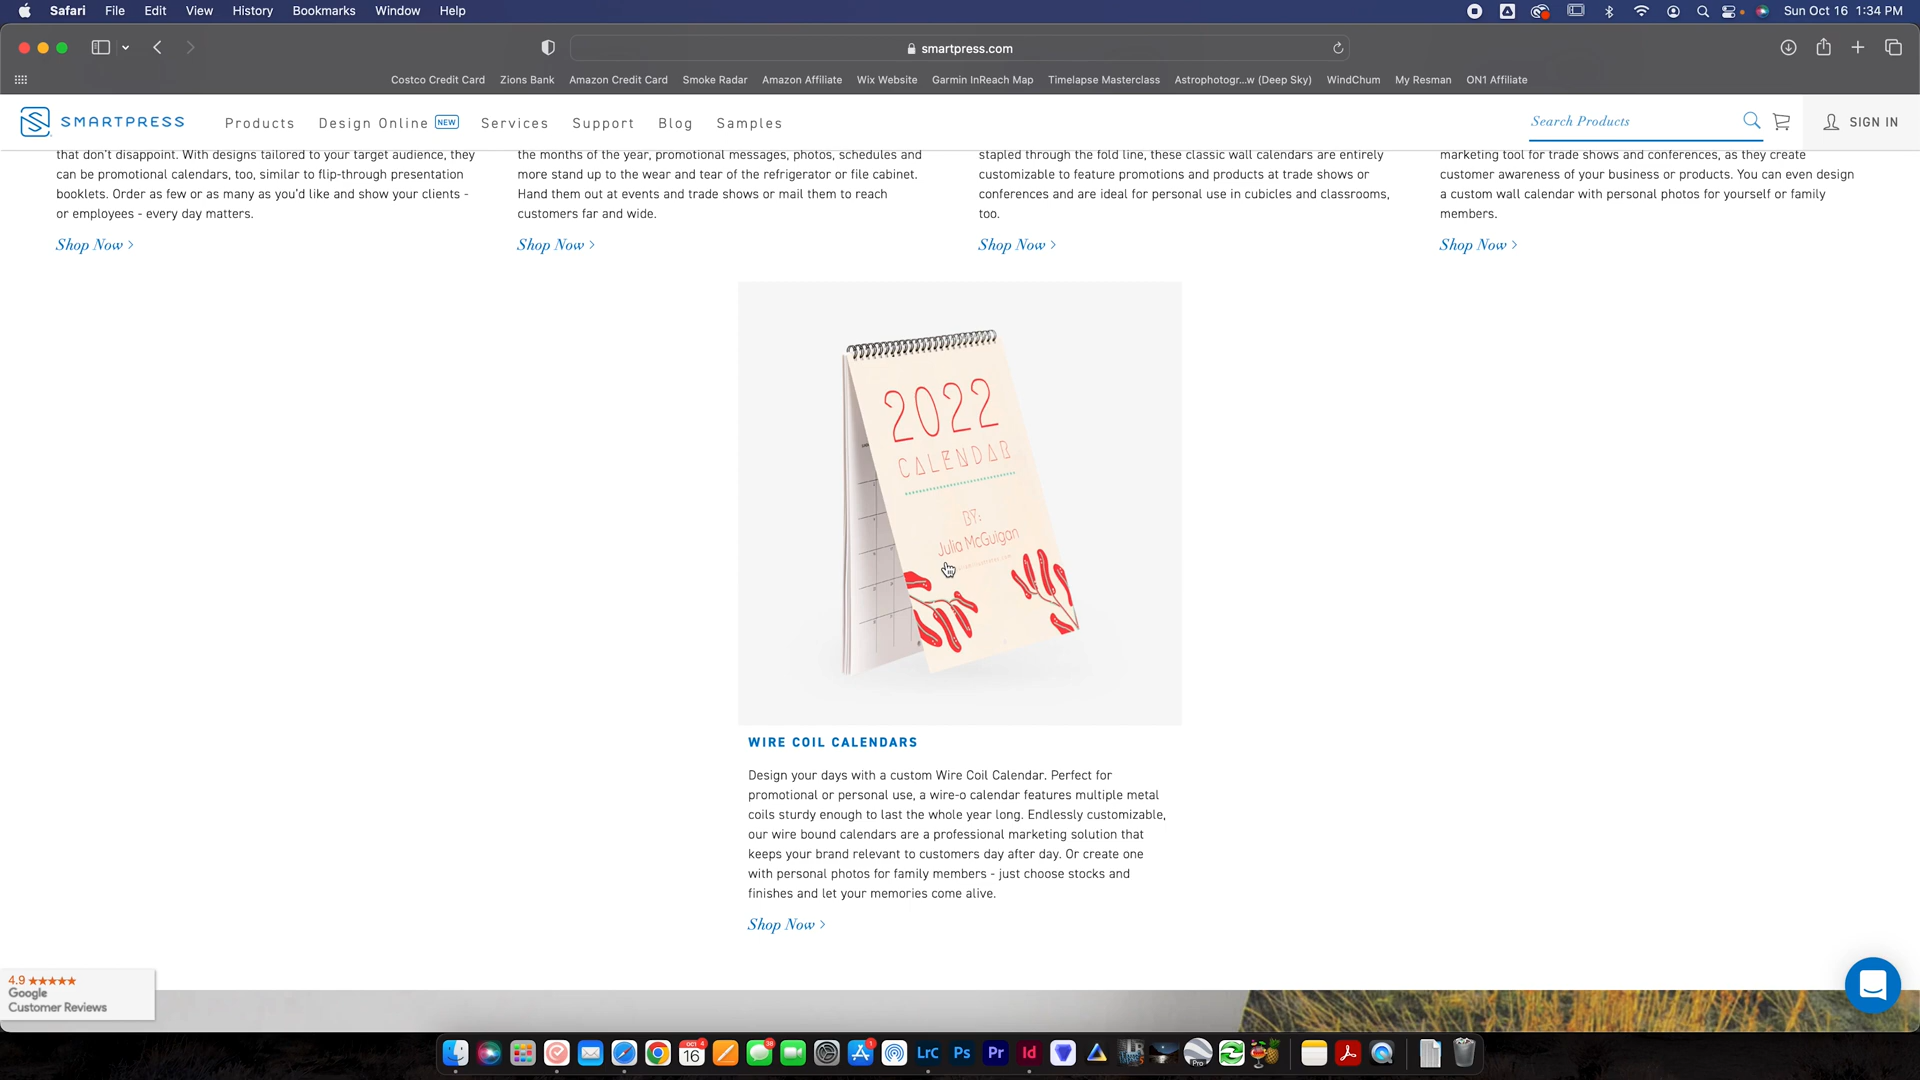 Safari File Edit View History Bookmarks Window Help Sun Oct 16 1:34 PM
smartpress.com
Costco Credit Card Zions Bank Amazon Credit Card Smoke Radar Amazon Affiliate Wix Website Garmin InReach Map Timelapse Masterclass Astrophotogr...w (Deep Sky) WindChum My Resman ON1 Affiliate
SMARTPRESS Products Design Online NEW Services Support Blog Samples Search Products SIGN IN
that don't disappoint. With designs tailored to your target audience, they
can be promotional calendars, too, similar to flip-through presentation
booklets. Order as few or as many as you'd like and show your clients -
or employees - every day matters.
Shop Now >
the months of the year, promotional messages, photos, schedules and
more stand up to the wear and tear of the refrigerator or file cabinet.
Hand them out at events and trade shows or mail them to reach
customers far and wide.
Shop Now >
stapled through the fold line, these classic wall calendars are entirely
customizable to feature promotions and products at trade shows or
conferences and are ideal for personal use in cubicles and classrooms,
too.
Shop Now >
marketing tool for trade shows and conferences, as they create
customer awareness of your business or products. You can even design
a custom wall calendar with personal photos for yourself or family
members.
Shop Now >
2022
CALENDAR
BY:
Julia McGuigan
WIRE COIL CALENDARS
Design your days with a custom Wire Coil Calendar. Perfect for
promotional or personal use, a wire-o calendar features multiple metal
coils sturdy enough to last the whole year long. Endlessly customizable,
our wire bound calendars are a professional marketing solution that
keeps your brand relevant to customers day after day. Or create one
with personal photos for family members - just choose stocks and
finishes and let your memories come alive.
Shop Now >
4.9
Google
Customer Reviews
OCT 16 4 38 1 LrC Ps Pr Id Pro